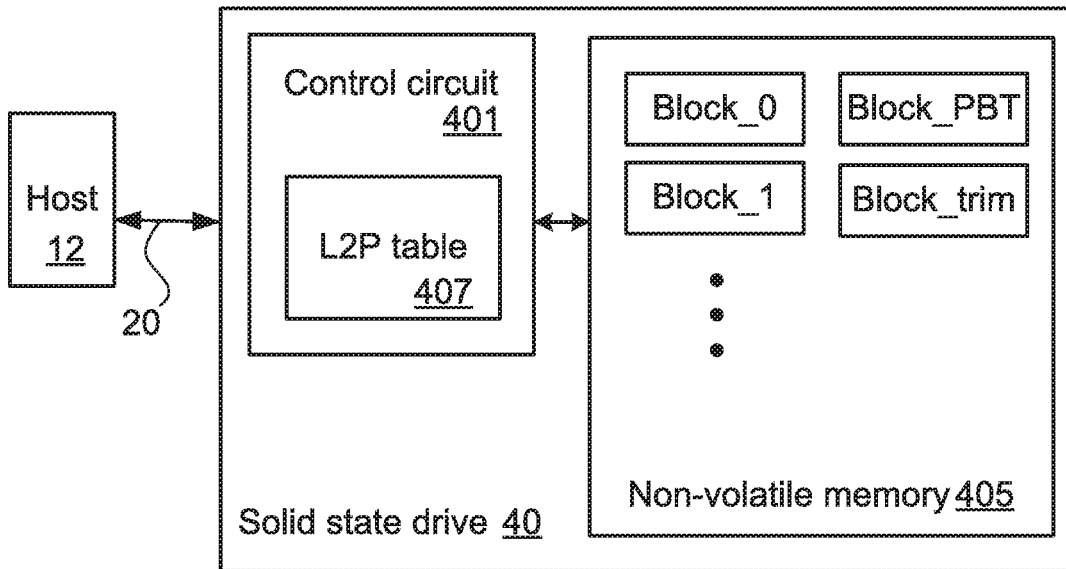 Host
12
20
Control circuit
401
L2P table
407
Block_0
Block_PBT
Block_1
Block_trim
Non-volatile memory 405
Solid state drive 40